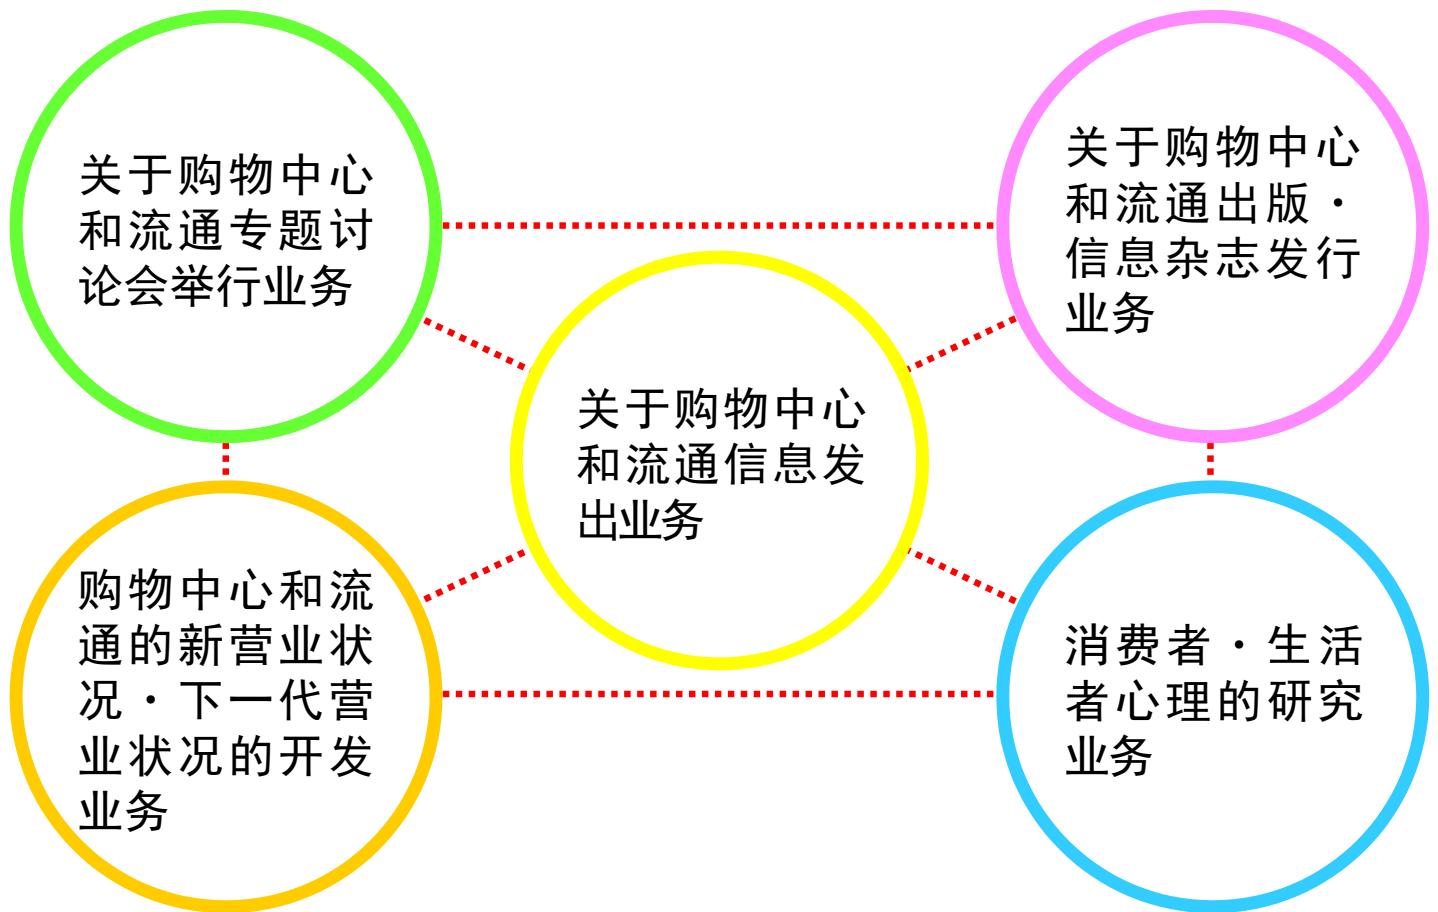 关于购物中心
和流通专题讨
论会举行业务
关于购物中心
和流通出版·
信息杂志发行
业务
关于购物中心
和流通信息发
出业务
购物中心和流
通的新营业状
况·下一代营
业状况的开发
业务
消费者·生活
者心理的研究
业务